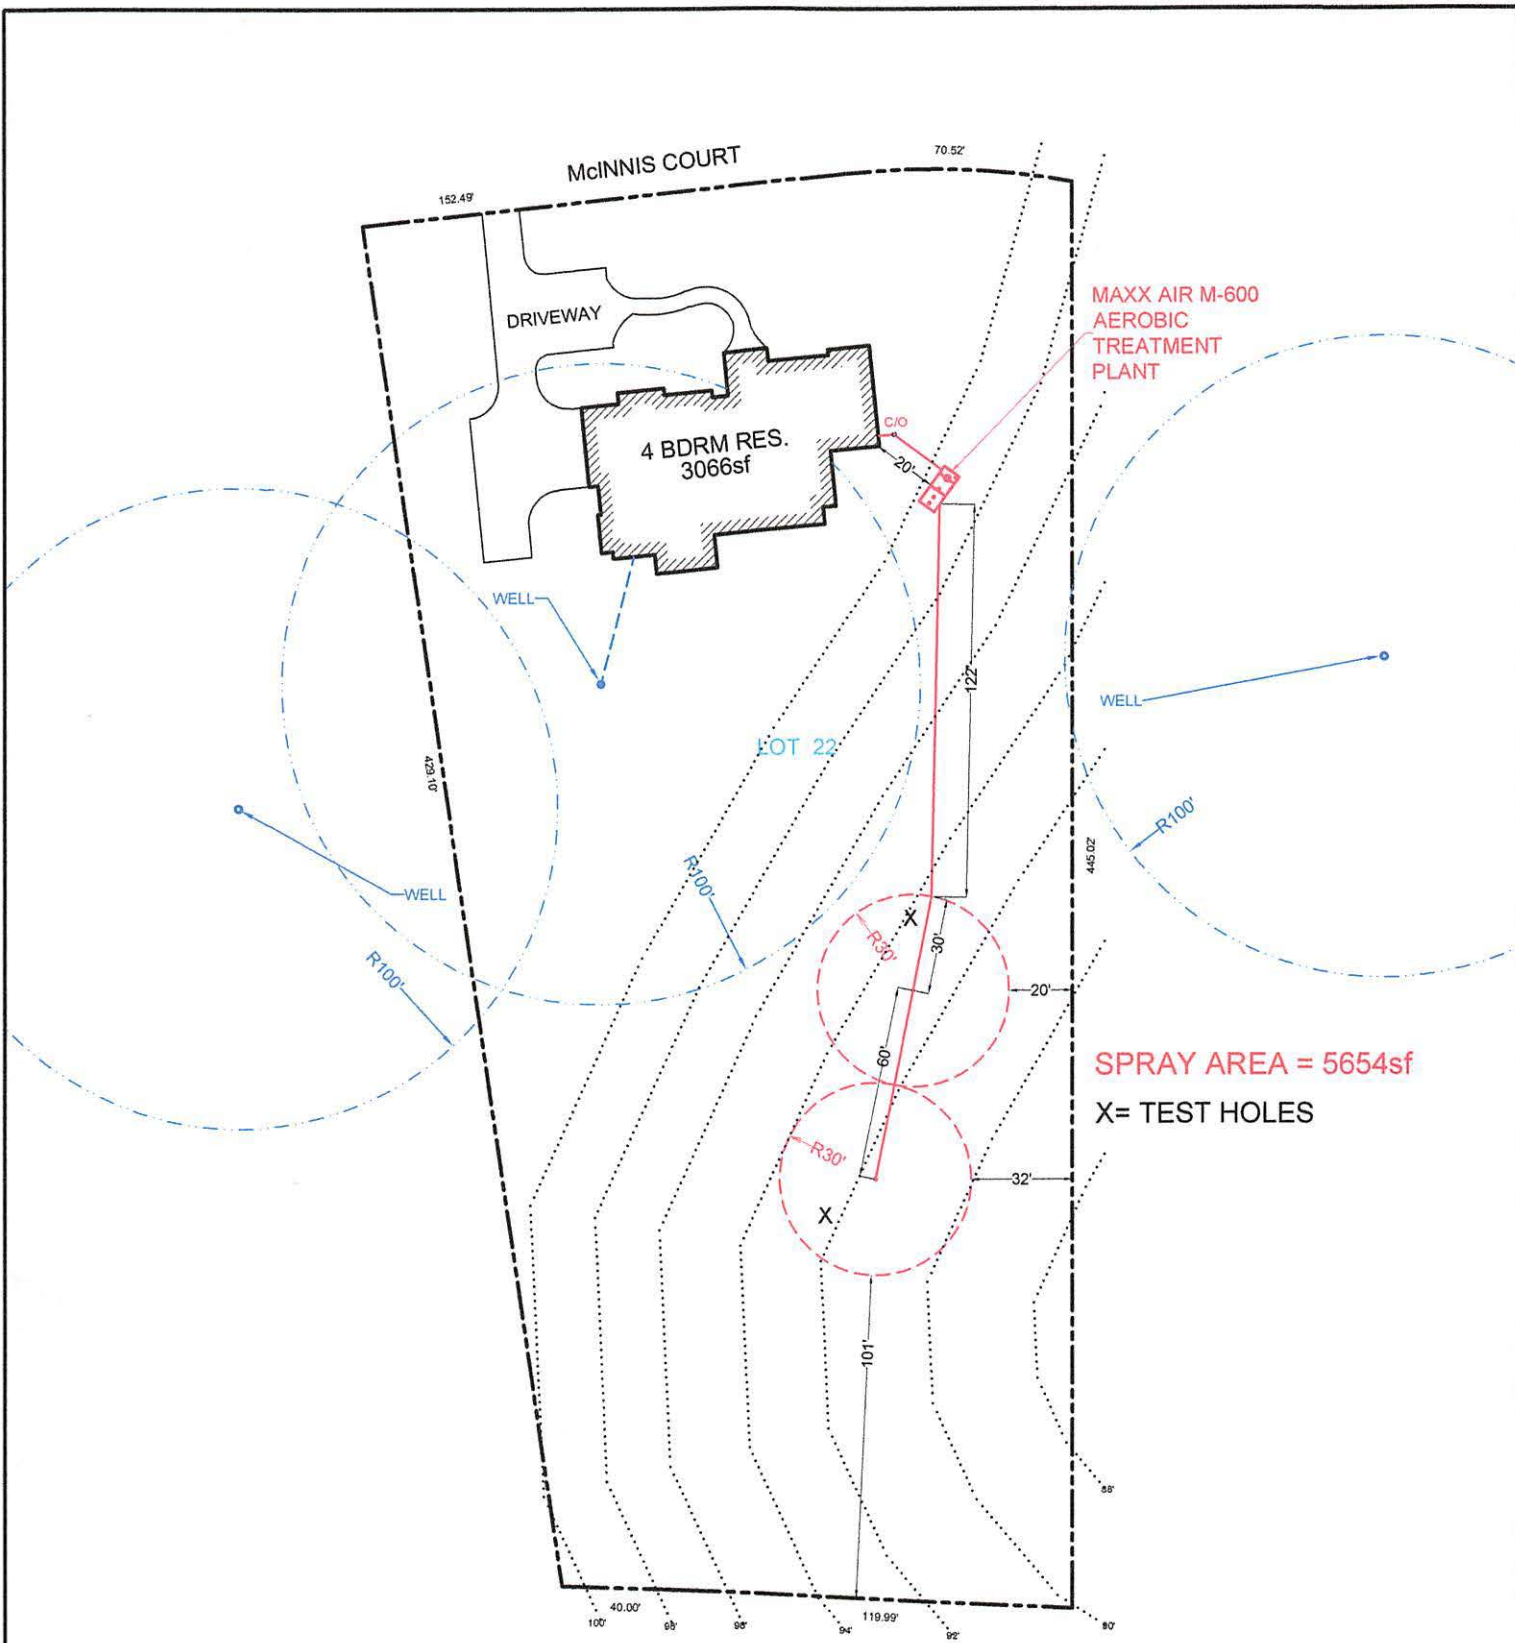 McINNIS COURT
70.52'
152.49'
DRIVEWAY
MAXX AIR M-600
AEROBIC
TREATMENT
PLANT
C/O
4 BDRM RES.
3066sf
20'
WELL
122'
WELL
LOT 22
429.10'
R100'
445.02'
R100'
WELL
R100'
X
R30'
30'
20'
60'
SPRAY AREA = 5654sf
X= TEST HOLES
R30'
32'
X
101'
88'
40.00'
119.99'
100'
98'
94'
92'